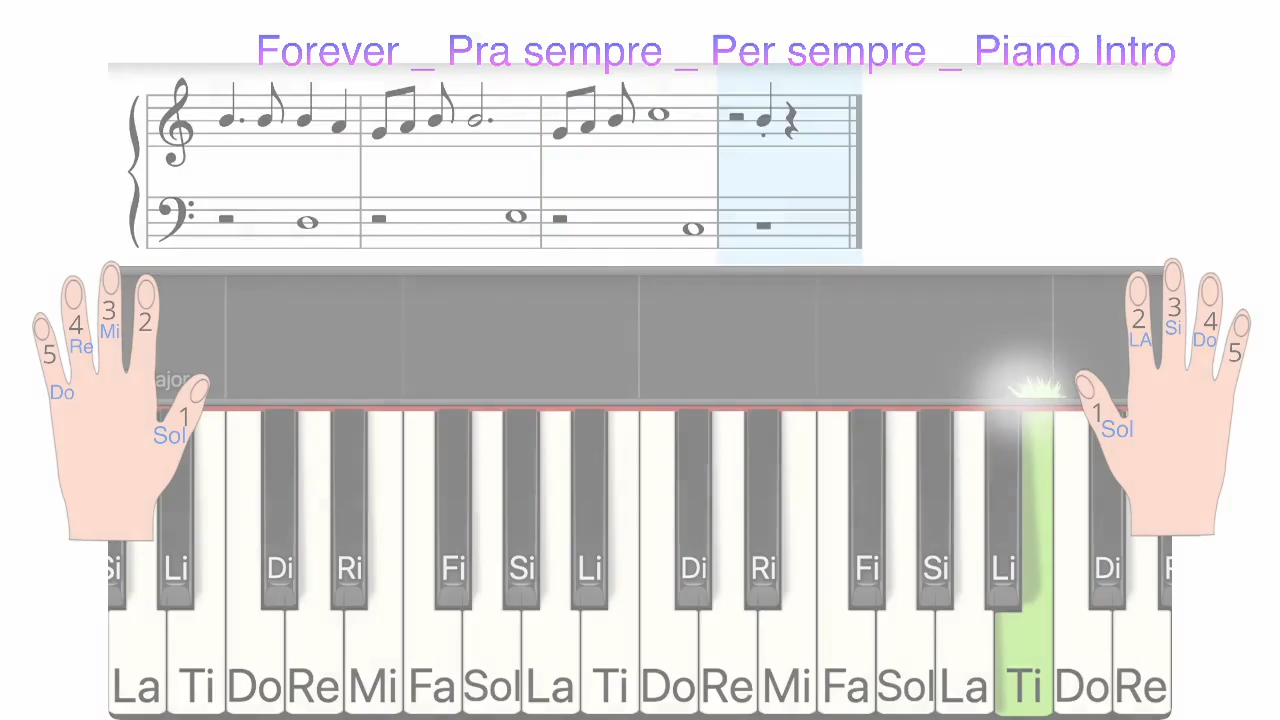 Forever _ Pra sempre _ Per sempre _ Piano Intro
5 4 3 2
Do Re Mi
1
Sol
ajor
2 3 4 5
LA Si Do
1
Sol
Si Li Di Ri Fi Si Li Di Ri Fi Si Li Di
La Ti Do Re Mi Fa Sol La Ti Do Re Mi Fa Sol La Ti Do Re